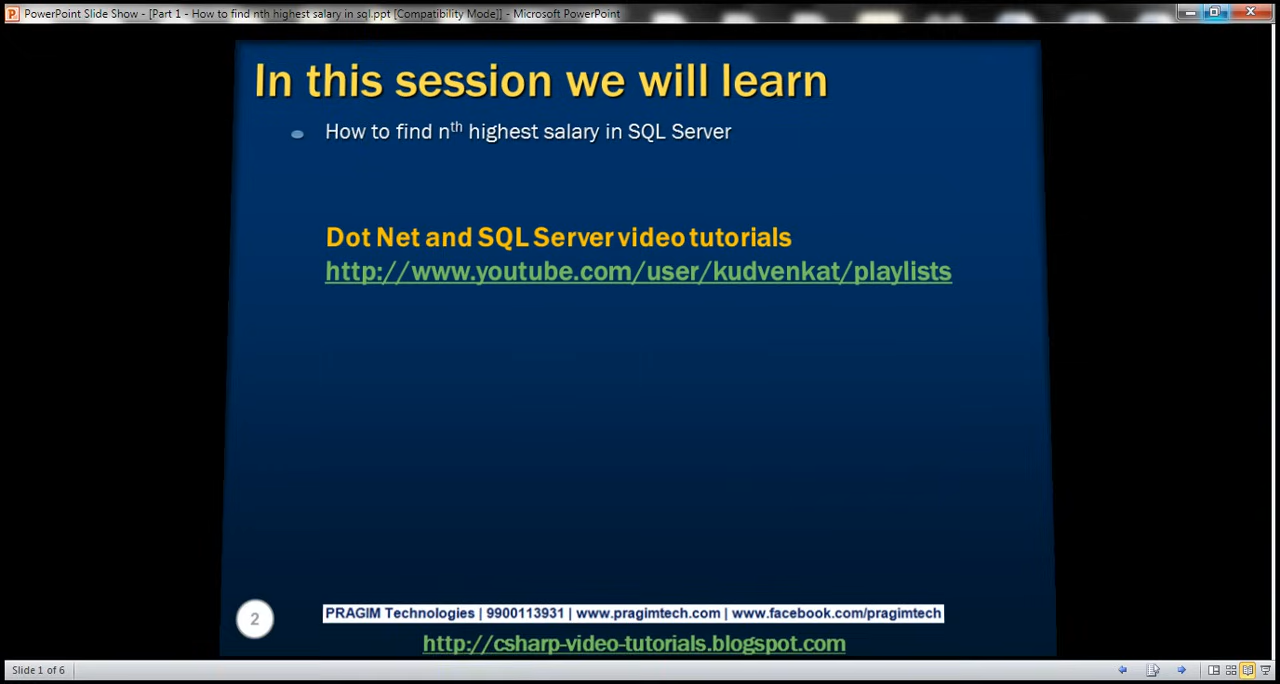 PowerPoint Slide Show - [Part 1 - How to find nth highest salary in sql.ppt [Compatibility Mode]] - Microsoft PowerPoint
In this session we will learn
How to find nth highest salary in SQL Server
Dot Net and SQL Server video tutorials
http://www.youtube.com/user/kudvenkat/playlists
2
PRAGIM Technologies | 9900113931 | www.pragimtech.com | www.facebook.com/pragimtech
http://csharp-video-tutorials.blogspot.com
Slide 1 of 6